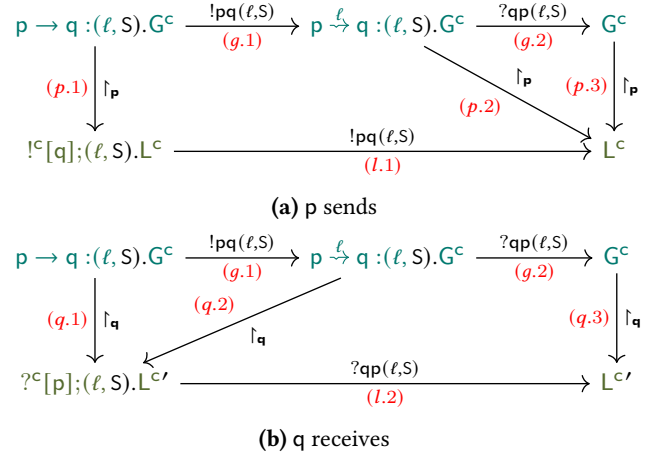 p → q :(ℓ, S).Gᶜ !pq(ℓ,S) p ⇝ˡ q :(ℓ, S).Gᶜ ?qp(ℓ,S) Gᶜ
(g.1) (g.2)
(p.1) ↾p (p.2) ↾p (p.3) ↾p
!ᶜ[q];(ℓ, S).Lᶜ !pq(ℓ,S) Lᶜ
(l.1)
(a) p sends
p → q :(ℓ, S).Gᶜ !pq(ℓ,S) p ⇝ˡ q :(ℓ, S).Gᶜ ?qp(ℓ,S) Gᶜ
(g.1) (g.2)
(q.1) ↾q (q.2) ↾q (q.3) ↾q
?ᶜ[p];(ℓ, S).Lᶜ′ ?qp(ℓ,S) Lᶜ′
(l.2)
(b) q receives